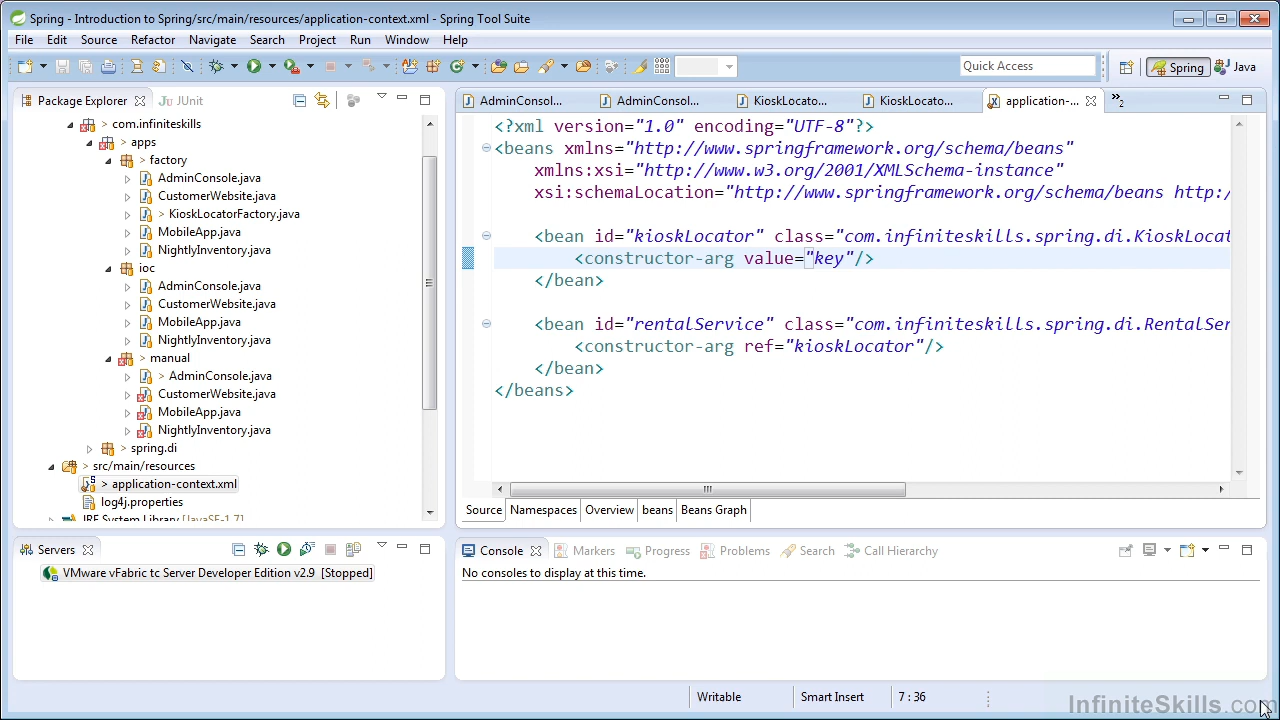 Spring - Introduction to Spring/src/main/resources/application-context.xml - Spring Tool Suite
File Edit Source Refactor Navigate Search Project Run Window Help
Quick Access
Spring
Java
Package Explorer
JUnit
> com.infiniteskills
> apps
> factory
AdminConsole.java
CustomerWebsite.java
> KioskLocatorFactory.java
MobileApp.java
NightlyInventory.java
ioc
AdminConsole.java
CustomerWebsite.java
MobileApp.java
NightlyInventory.java
> manual
> AdminConsole.java
CustomerWebsite.java
MobileApp.java
NightlyInventory.java
> spring.di
> src/main/resources
> application-context.xml
log4j.properties
JRE System Library [JavaSE-1.7]
AdminConsol...
AdminConsol...
KioskLocato...
KioskLocato...
application-...
»2
<?xml version="1.0" encoding="UTF-8"?>
<beans xmlns="http://www.springframework.org/schema/beans"
xmlns:xsi="http://www.w3.org/2001/XMLSchema-instance"
xsi:schemaLocation="http://www.springframework.org/schema/beans http:/
<bean id="kioskLocator" class="com.infiniteskills.spring.di.KioskLocat
<constructor-arg value="key"/>
</bean>
<bean id="rentalService" class="com.infiniteskills.spring.di.RentalSer
<constructor-arg ref="kioskLocator"/>
</bean>
</beans>
Source Namespaces Overview beans Beans Graph
Servers
VMware vFabric tc Server Developer Edition v2.9 [Stopped]
Console Markers Progress Problems Search Call Hierarchy
No consoles to display at this time.
Writable
Smart Insert
7 : 36
InfiniteSkills.com